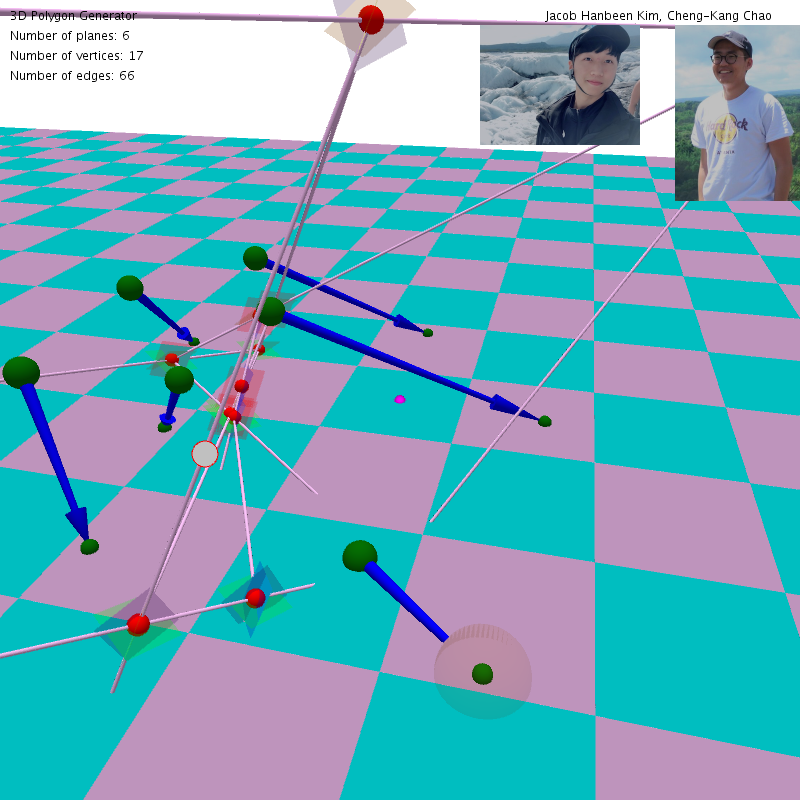 3D Polygon Generator
Jacob Hanbeen Kim, Cheng-Kang Chao
Number of planes: 6
Number of vertices: 17
Number of edges: 66